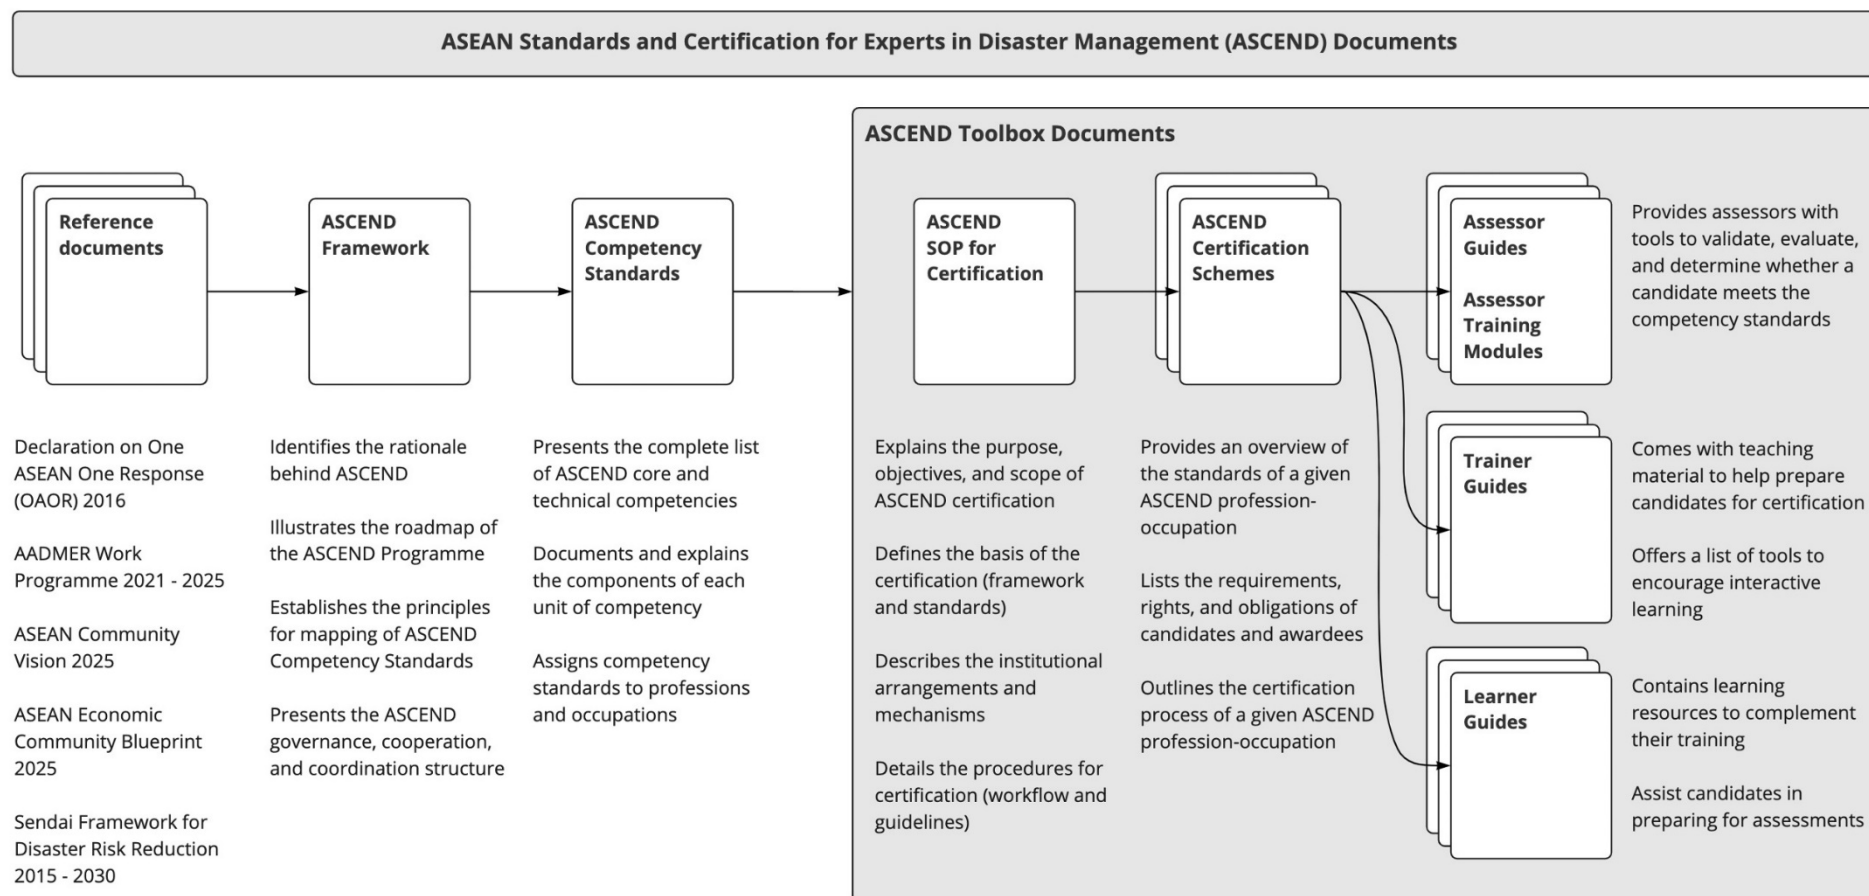 ASEAN Standards and Certification for Experts in Disaster Management (ASCEND) Documents
ASCEND Toolbox Documents
Reference
documents
ASCEND
Framework
ASCEND
Competency
Standards
ASCEND
SOP for
Certification
ASCEND
Certification
Schemes
Assessor
Guides
Assessor
Training
Modules
Provides assessors with
tools to validate, evaluate,
and determine whether a
candidate meets the
competency standards
Declaration on One
ASEAN One Response
(OAOR) 2016
AADMER Work
Programme 2021 - 2025
ASEAN Community
Vision 2025
ASEAN Economic
Community Blueprint
2025
Sendai Framework for
Disaster Risk Reduction
2015 - 2030
Identifies the rationale
behind ASCEND
Illustrates the roadmap of
the ASCEND Programme
Establishes the principles
for mapping of ASCEND
Competency Standards
Presents the ASCEND
governance, cooperation,
and coordination structure
Presents the complete list
of ASCEND core and
technical competencies
Documents and explains
the components of each
unit of competency
Assigns competency
standards to professions
and occupations
Explains the purpose,
objectives, and scope of
ASCEND certification
Defines the basis of the
certification (framework
and standards)
Describes the institutional
arrangements and
mechanisms
Details the procedures for
certification (workflow and
guidelines)
Provides an overview of
the standards of a given
ASCEND profession-
occupation
Lists the requirements,
rights, and obligations of
candidates and awardees
Outlines the certification
process of a given ASCEND
profession-occupation
Trainer
Guides
Comes with teaching
material to help prepare
candidates for certification
Offers a list of tools to
encourage interactive
learning
Learner
Guides
Contains learning
resources to complement
their training
Assist candidates in
preparing for assessments